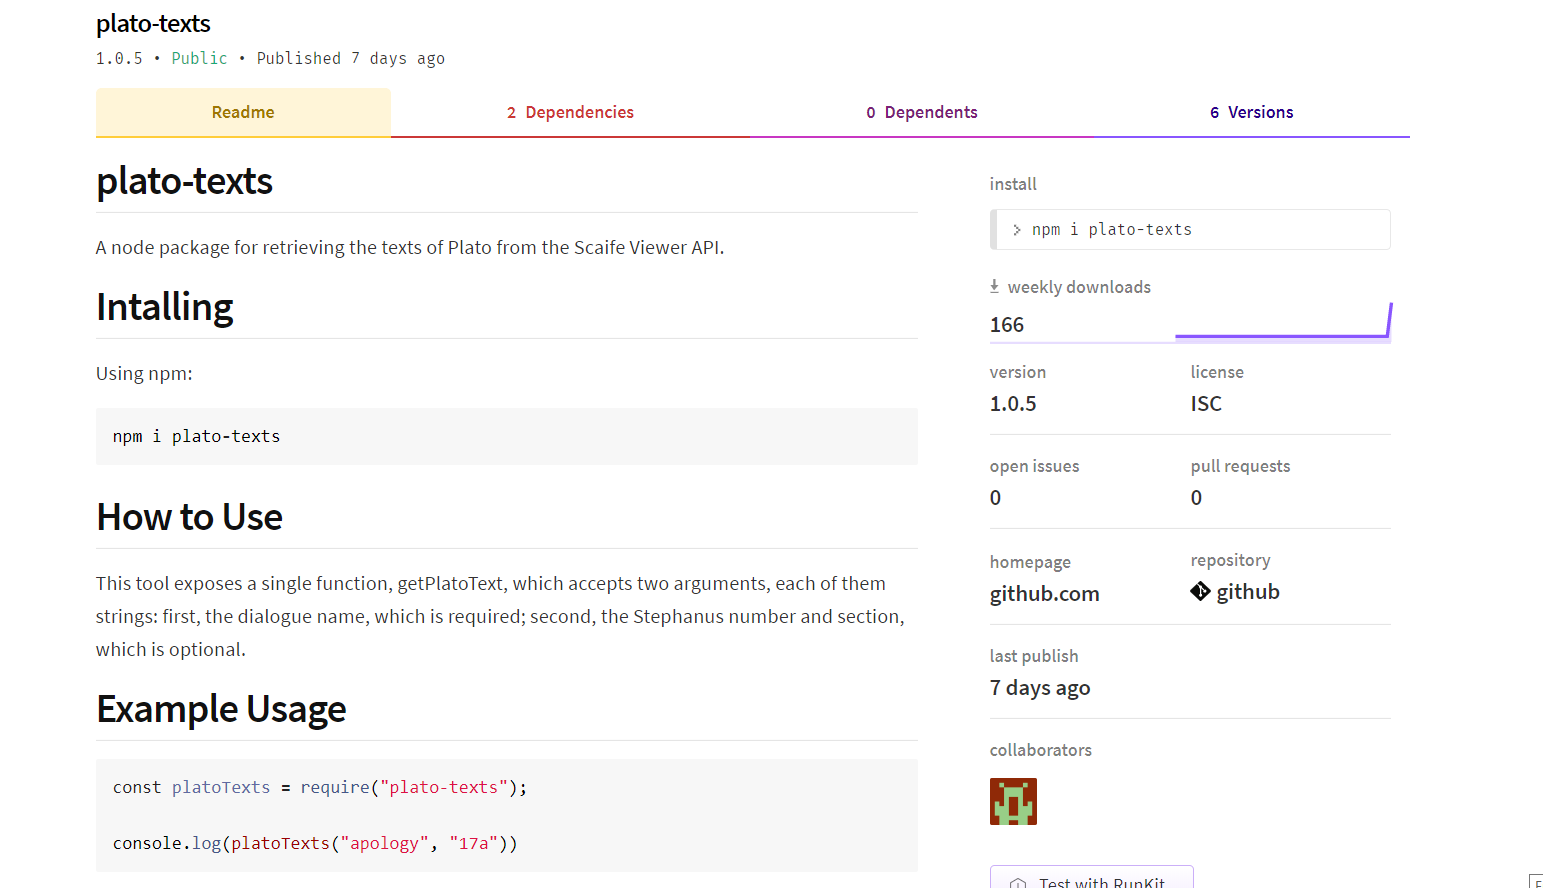 plato-texts
1.0.5 • Public • Published 7 days ago
Readme
2 Dependencies
0 Dependents
6 Versions
plato-texts
A node package for retrieving the texts of Plato from the Scaife Viewer API.
Intalling
Using npm:
npm i plato-texts
How to Use
This tool exposes a single function, getPlatoText, which accepts two arguments, each of them
strings: first, the dialogue name, which is required; second, the Stephanus number and section,
which is optional.
Example Usage
const platoTexts = require("plato-texts");
console.log(platoTexts("apology", "17a"))
install
> npm i plato-texts
weekly downloads
166
version
1.0.5
license
ISC
open issues
0
pull requests
0
homepage
github.com
repository
github
last publish
7 days ago
collaborators
Test with RunKit